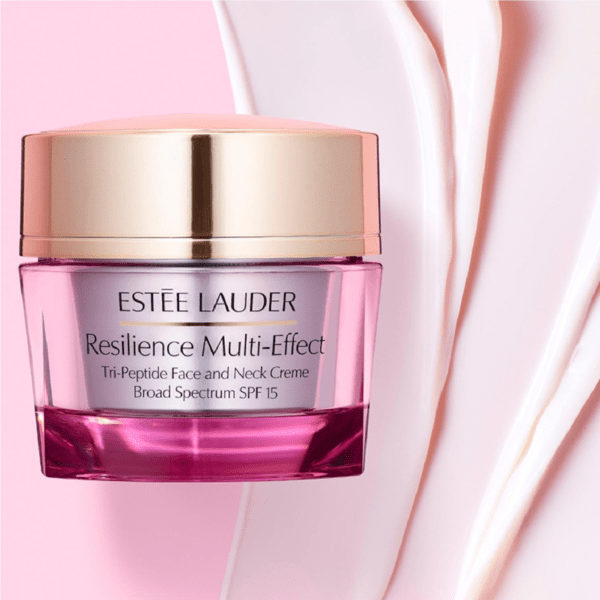 ESTĒE LAUDER
Resilience Multi-Effect
Tri-Peptide Face and Neck Creme
Broad Spectrum SPF 15